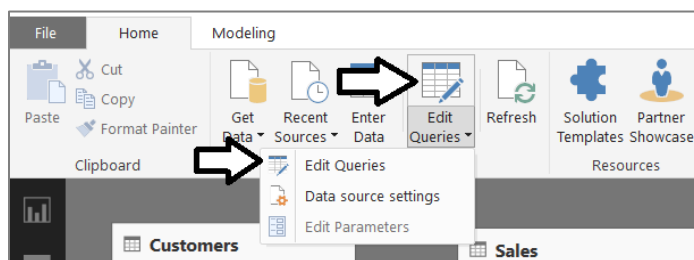 File Home Modeling
Cut
Copy
Format Painter
Paste
Clipboard
Get
Data
Recent
Sources
Enter
Data
Edit
Queries
Refresh
Solution
Templates
Partner
Showcase
Resources
Edit Queries
Data source settings
Edit Parameters
Customers
Sales